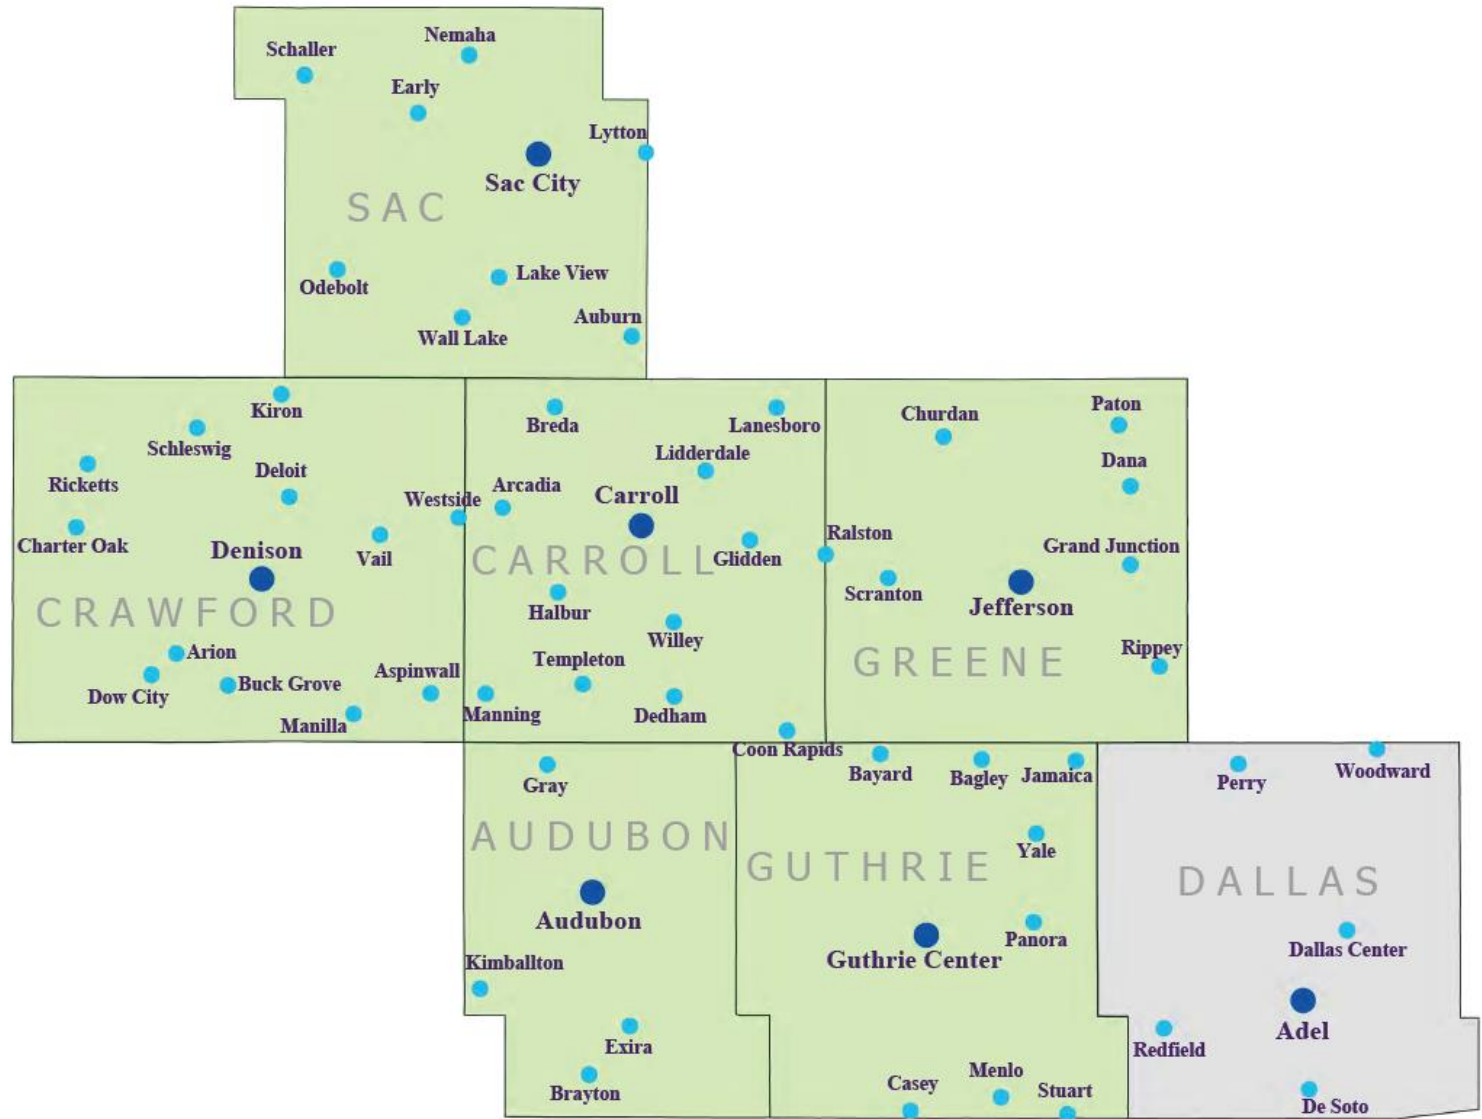 Nemaha
Schaller
Early
Lytton
Sac City
SAC
Lake View
Odebolt
Auburn
Wall Lake
Kiron
Schleswig
Deloit
Ricketts
Westside
Charter Oak
Denison
Vail
CRAWFORD
Arion
Aspinwall
Buck Grove
Dow City
Manilla
Breda
Lanesboro
Lidderdale
Arcadia
Carroll
CARROLL
Glidden
Halbur
Willey
Templeton
Manning
Dedham
Coon Rapids
Churdan
Paton
Dana
Ralston
Grand Junction
Scranton
Jefferson
Rippey
GREENE
Gray
AUDUBON
Audubon
Kimballton
Exira
Brayton
Bayard
Bagley
Jamaica
Yale
GUTHRIE
Panora
Guthrie Center
Menlo
Casey
Stuart
Perry
Woodward
DALLAS
Dallas Center
Adel
Redfield
De Soto